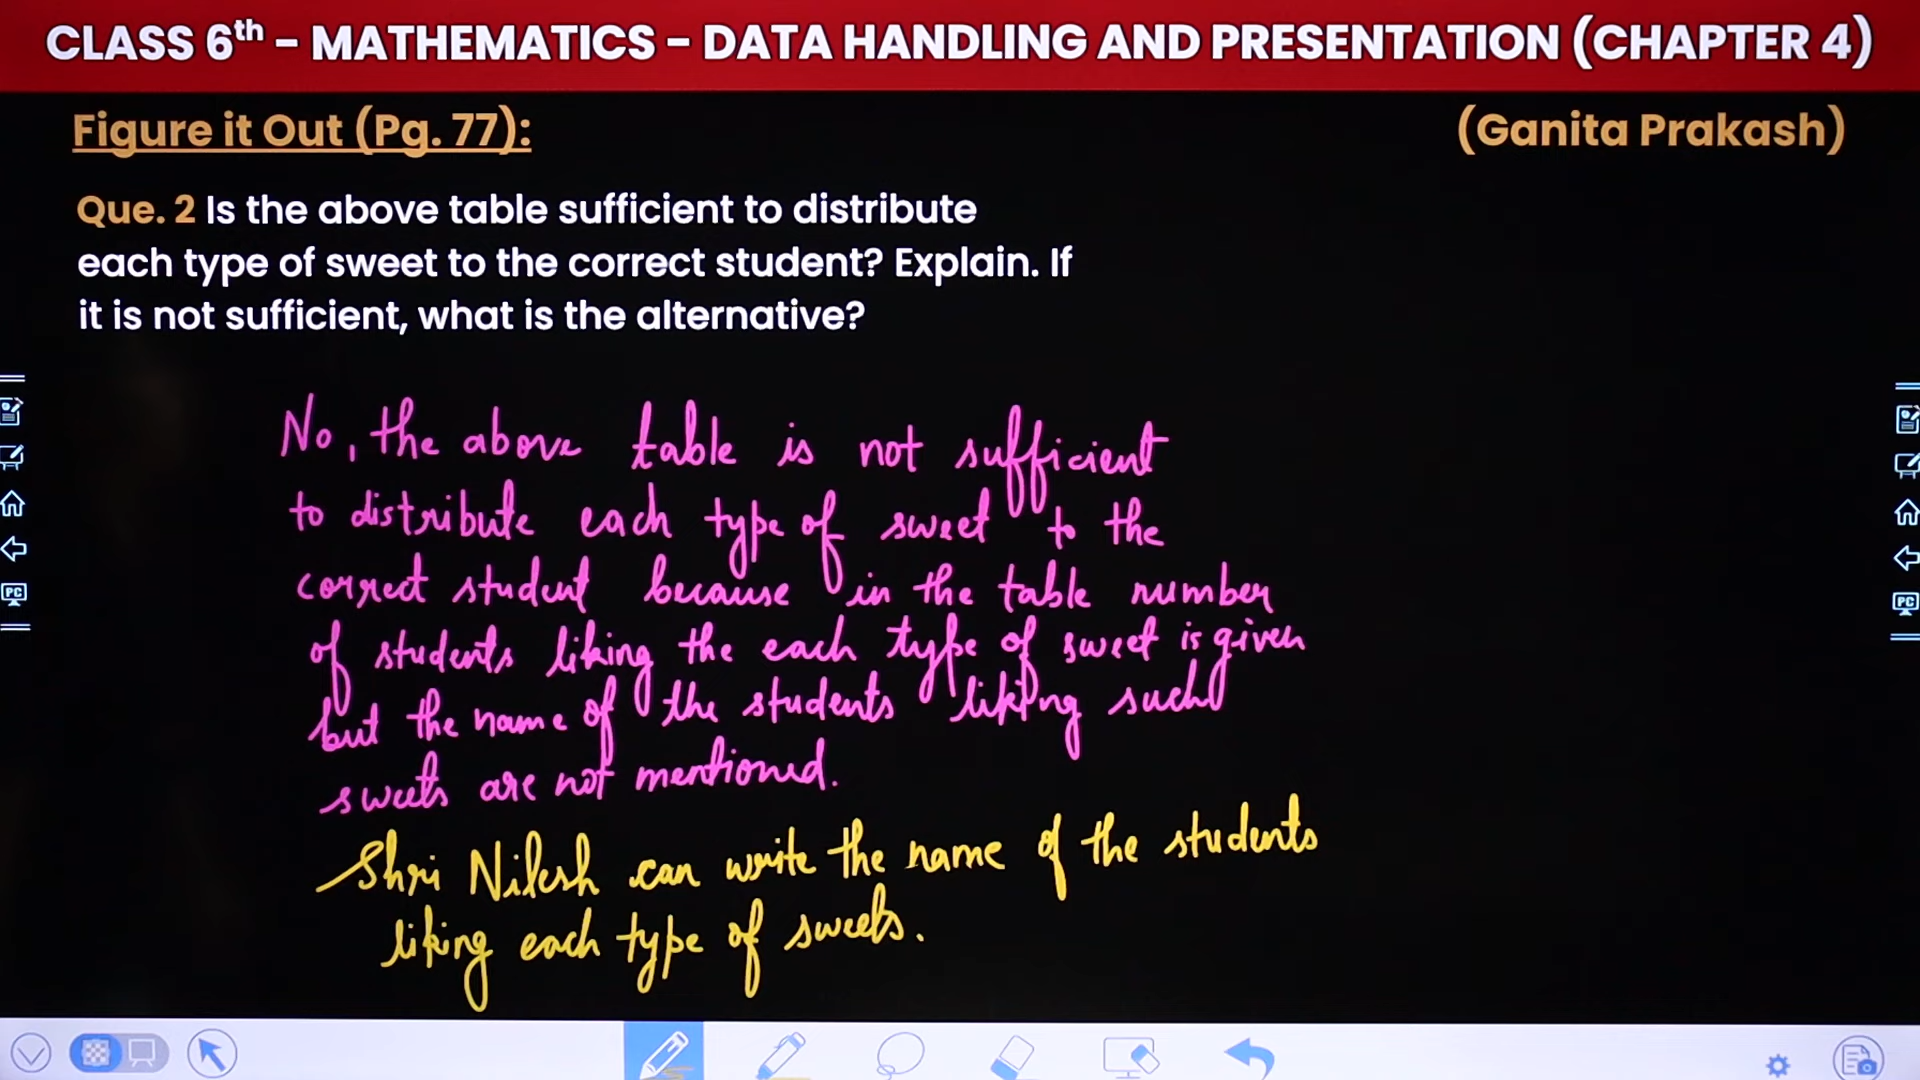 CLASS 6th - MATHEMATICS - DATA HANDLING AND PRESENTATION (CHAPTER 4)
Figure it Out (Pg. 77):
(Ganita Prakash)
Que. 2 Is the above table sufficient to distribute
each type of sweet to the correct student? Explain. If
it is not sufficient, what is the alternative?
No, the above table is not sufficient
to distribute each type of sweet to the
correct student because in the table number
of students liking the each type of sweet is given
but the name of the students liking such
sweets are not mentioned.
Shri Nilesh can write the name of the students
liking each type of sweets.
PC
PC